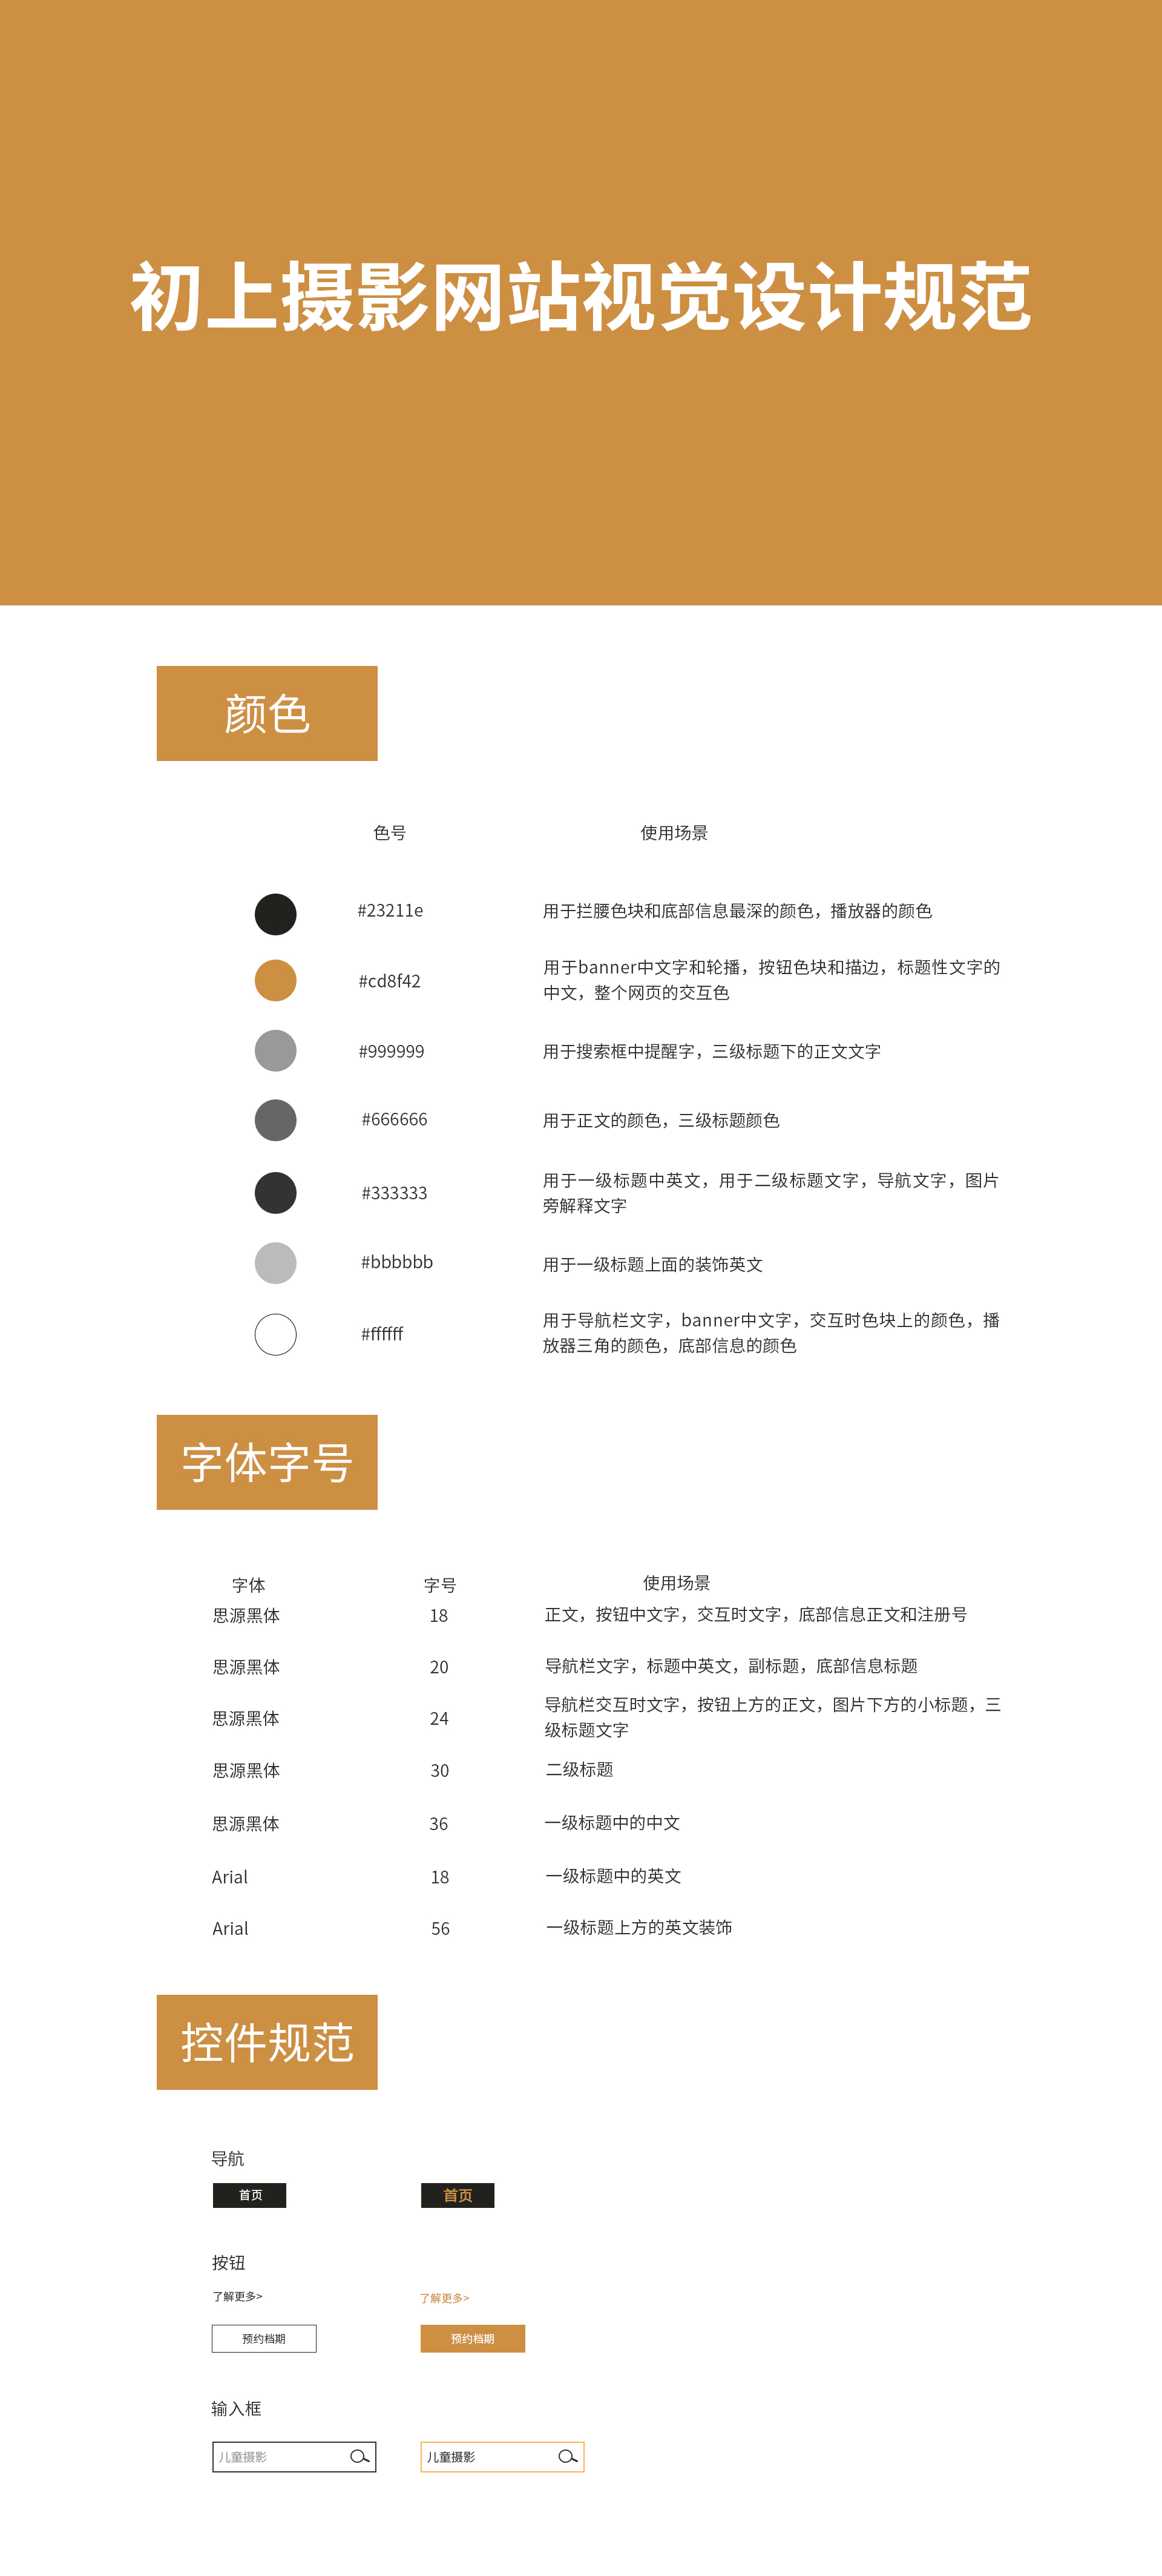 初上摄影网站视觉设计规范
颜色
色号 使用场景
#23211e 用于拦腰色块和底部信息最深的颜色，播放器的颜色
#cd8f42 用于banner中文字和轮播，按钮色块和描边，标题性文字的
中文，整个网页的交互色
#999999 用于搜索框中提醒字，三级标题下的正文文字
#666666 用于正文的颜色，三级标题颜色
#333333 用于一级标题中英文，用于二级标题文字，导航文字，图片
旁解释文字
#bbbbbb 用于一级标题上面的装饰英文
#ffffff 用于导航栏文字，banner中文字，交互时色块上的颜色，播
放器三角的颜色，底部信息的颜色
字体字号
字体 字号 使用场景
思源黑体 18 正文，按钮中文字，交互时文字，底部信息正文和注册号
思源黑体 20 导航栏文字，标题中英文，副标题，底部信息标题
思源黑体 24 导航栏交互时文字，按钮上方的正文，图片下方的小标题，三
级标题文字
思源黑体 30 二级标题
思源黑体 36 一级标题中的中文
Arial 18 一级标题中的英文
Arial 56 一级标题上方的英文装饰
控件规范
导航
首页 首页
按钮
了解更多> 了解更多>
预约档期 预约档期
输入框
儿童摄影 儿童摄影